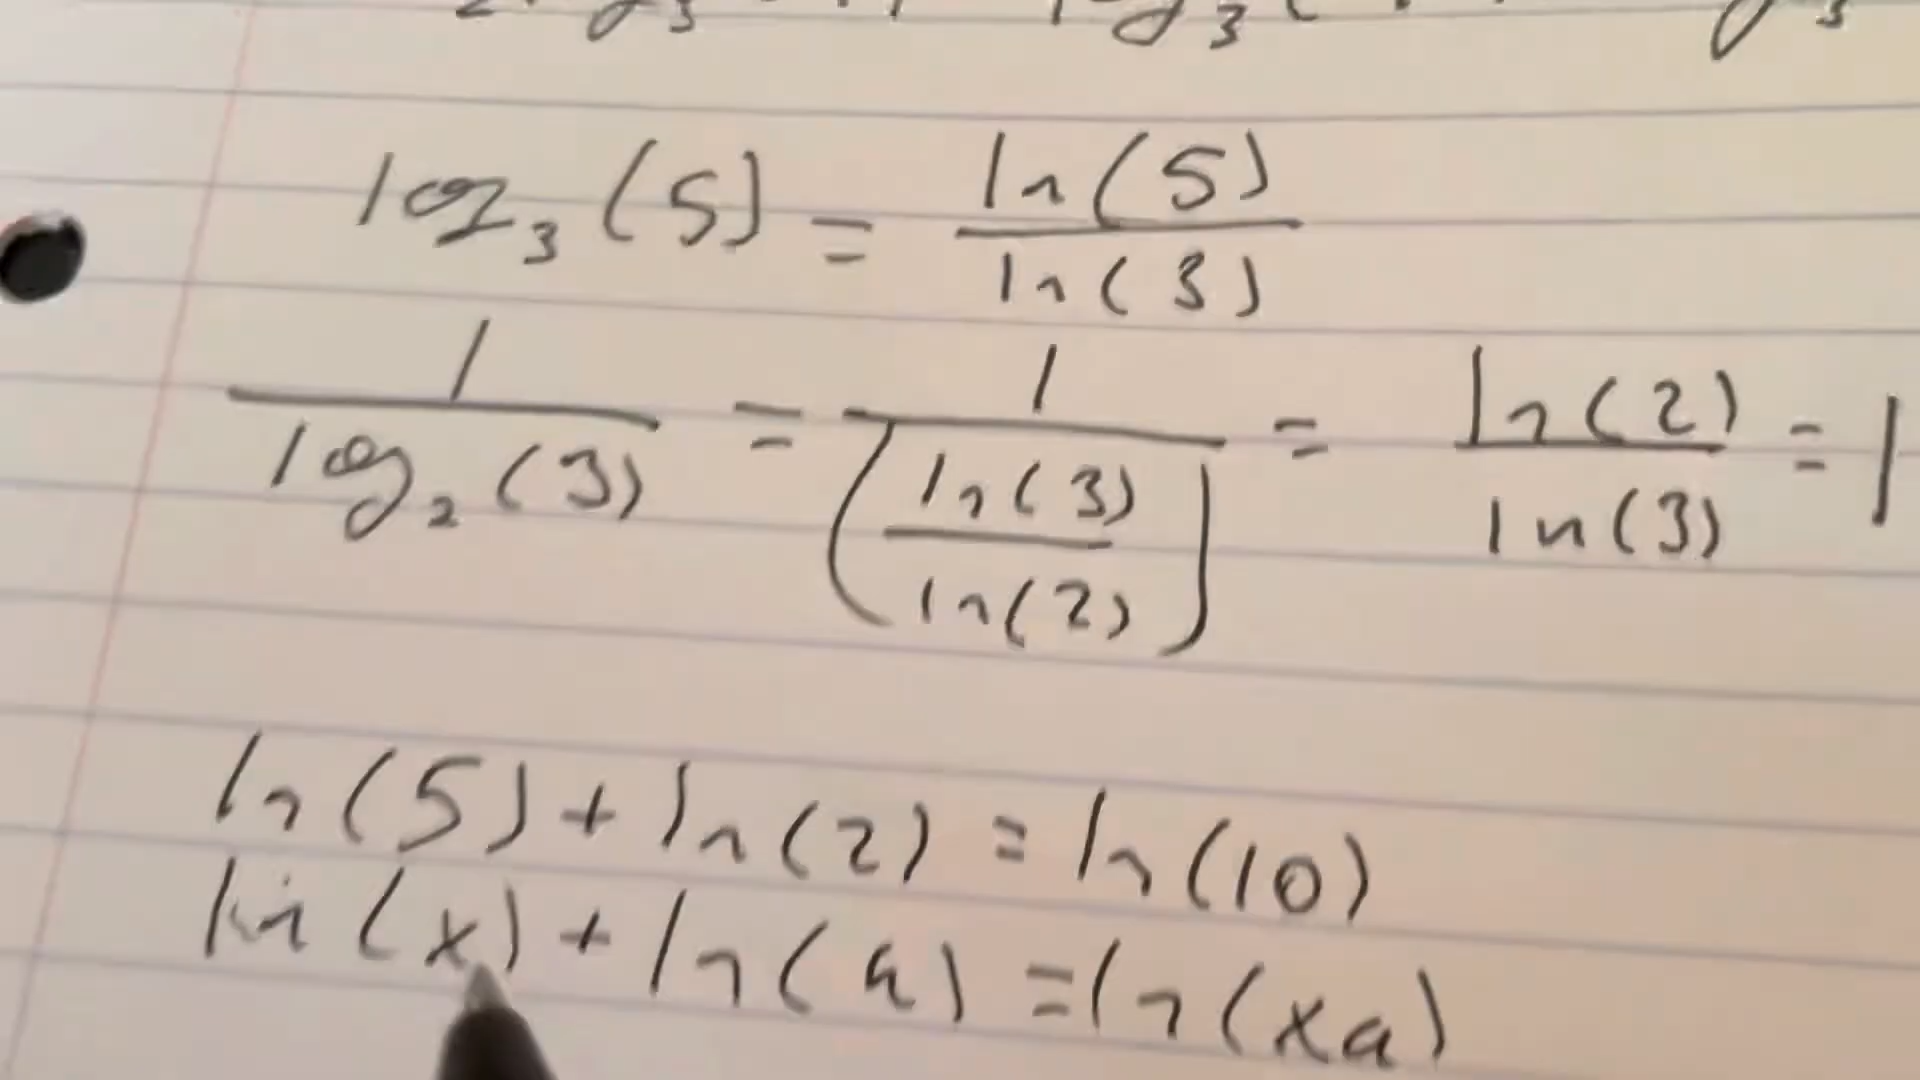 log₃(5) = ln(5)/ln(3)
1/log₂(3) = 1/(ln(3)/ln(2)) = ln(2)/ln(3) = l
ln(5) + ln(2) = ln(10)
ln(x) + ln(a) = ln(xa)